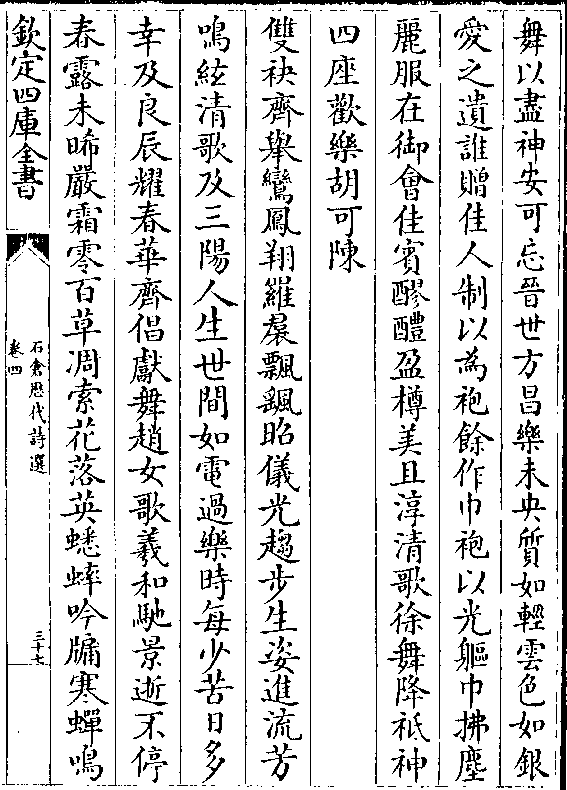 舞以盡神安可忘晉世方昌樂未央質如輕雲色如銀
愛之遺誰贈佳人制以為袍餘作巾袍以光軀巾拂塵
麗服在御會佳賓醪醴盈樽美且淳清歌徐舞降祇神
四座歡樂胡可陳
雙袂齊舉鸞鳳翔羅裠飄颻昭儀光趨步生姿進流芳
鳴絃清歌及三陽人生世間如電過樂時每少苦日多
幸及良辰耀春華齊倡獻舞趙女歌羲和馳景逝不停
春露未晞嚴霜零百草凋索花落英蟋蟀吟牖寒蟬鳴
欽定四庫全書
石倉歷代詩選
卷四
三十七